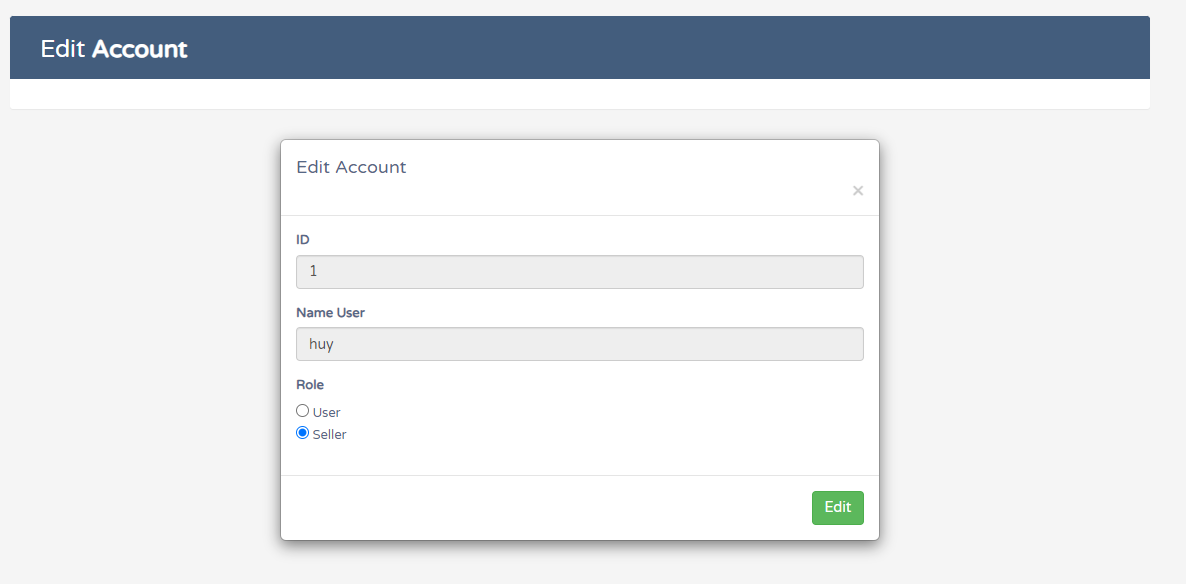 Edit Account
Edit Account
×
ID
1
Name User
huy
Role
User
Seller
Edit